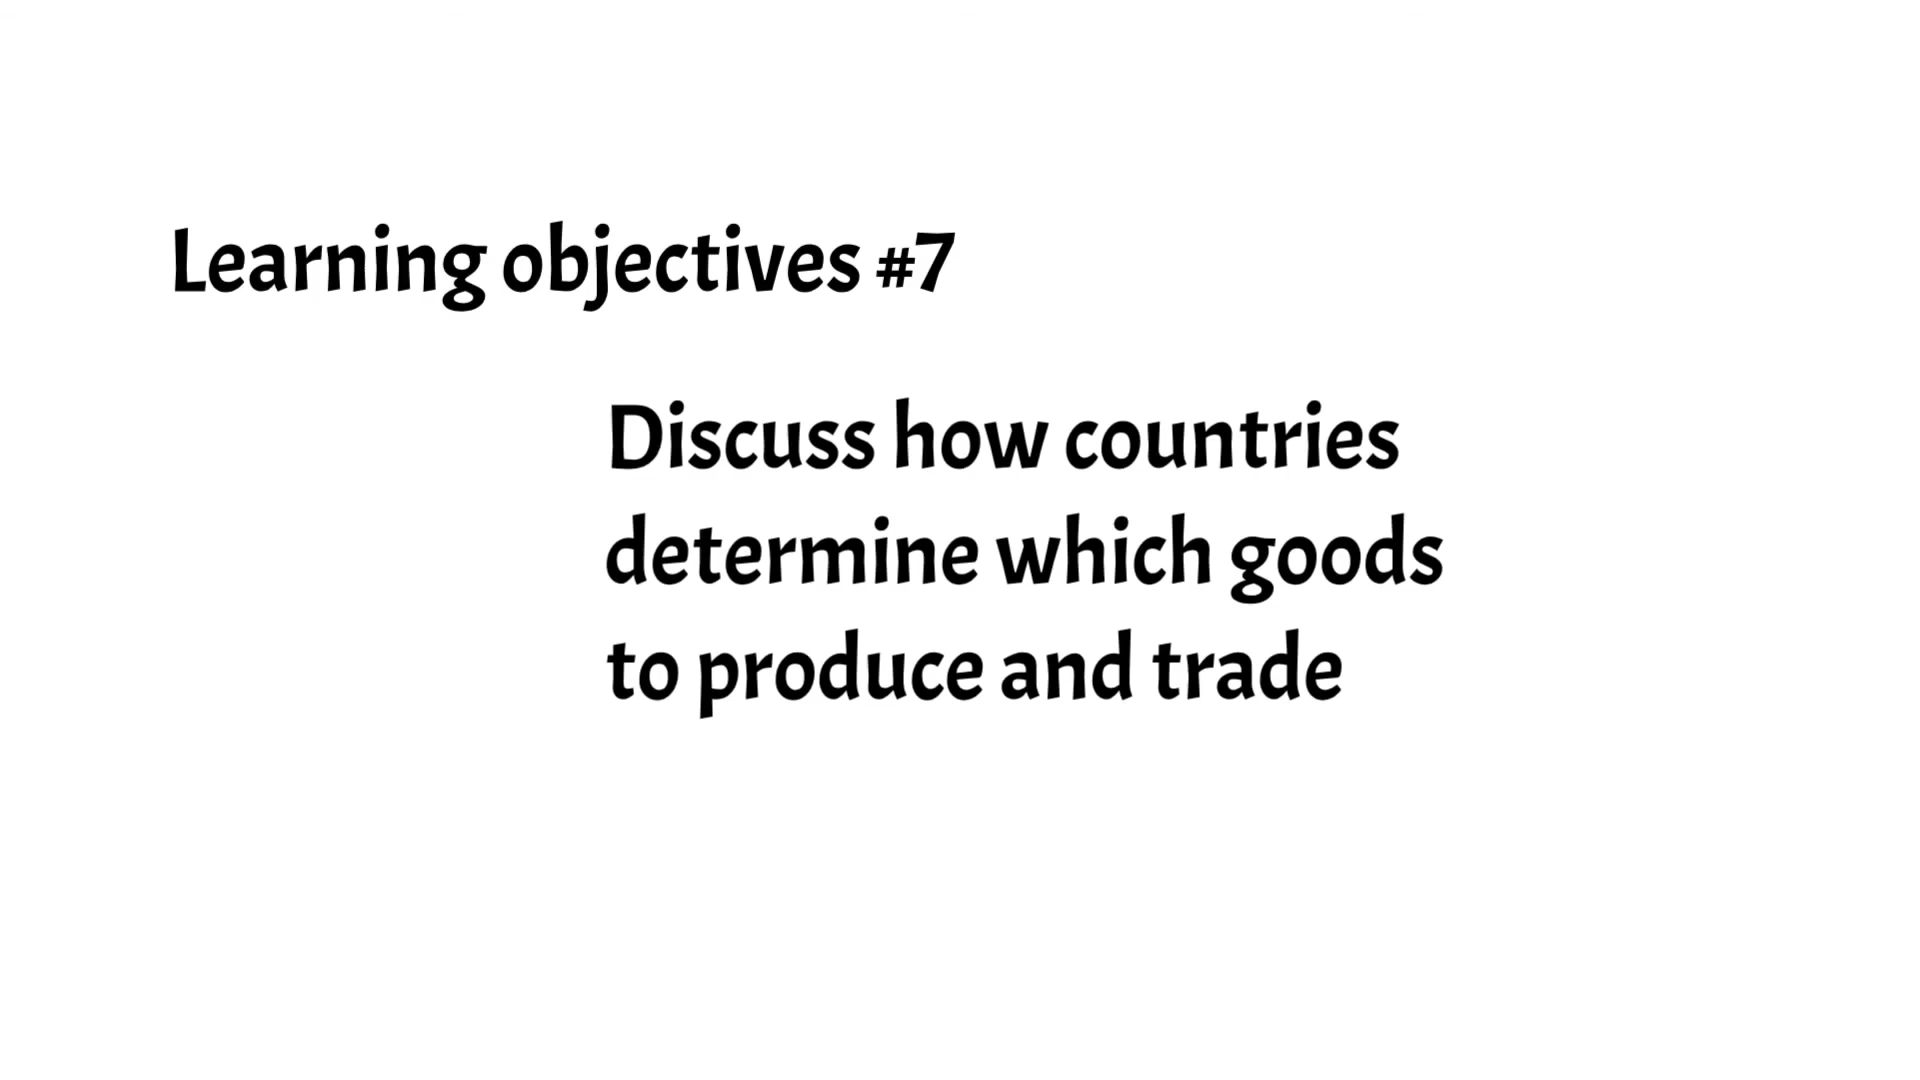 Learning objectives #7
Discuss how countries
determine which goods
to produce and trade